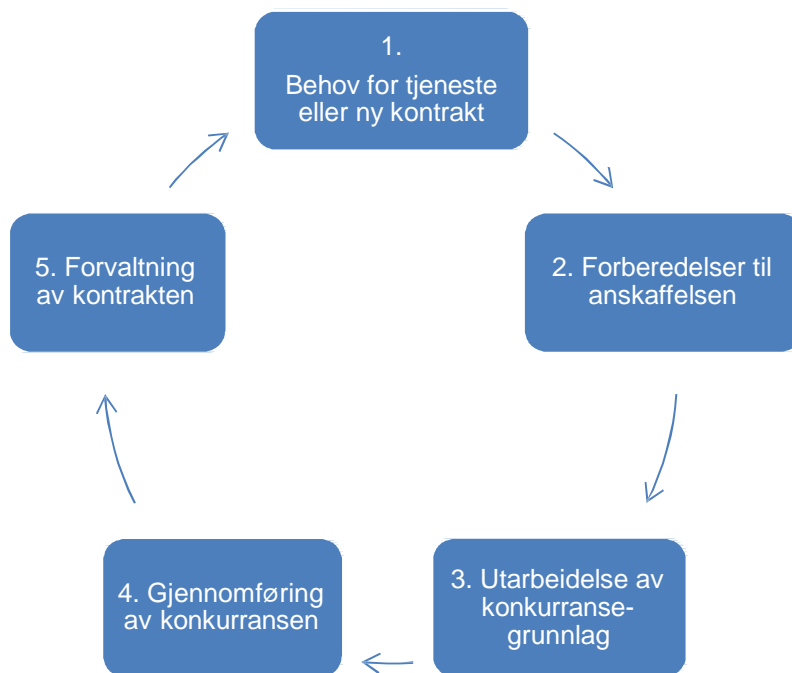 1.
Behov for tjeneste
eller ny kontrakt
2. Forberedelser til
anskaffelsen
3. Utarbeidelse av
konkurranse-
grunnlag
4. Gjennomføring
av konkurransen
5. Forvaltning
av kontrakten